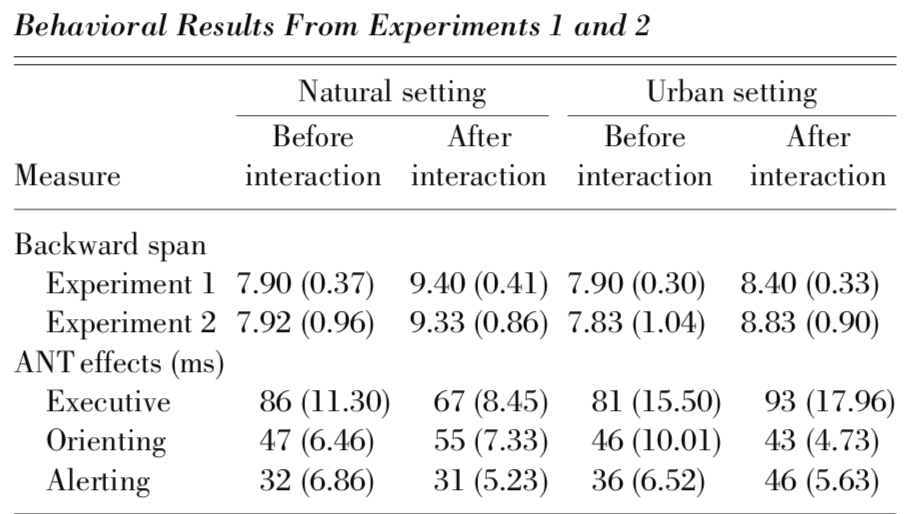 Behavioral Results From Experiments 1 and 2
Natural setting Urban setting
Before After Before After
Measure interaction interaction interaction interaction
Backward span
Experiment 1 7.90 (0.37) 9.40 (0.41) 7.90 (0.30) 8.40 (0.33)
Experiment 2 7.92 (0.96) 9.33 (0.86) 7.83 (1.04) 8.83 (0.90)
ANT effects (ms)
Executive 86 (11.30) 67 (8.45) 81 (15.50) 93 (17.96)
Orienting 47 (6.46) 55 (7.33) 46 (10.01) 43 (4.73)
Alerting 32 (6.86) 31 (5.23) 36 (6.52) 46 (5.63)